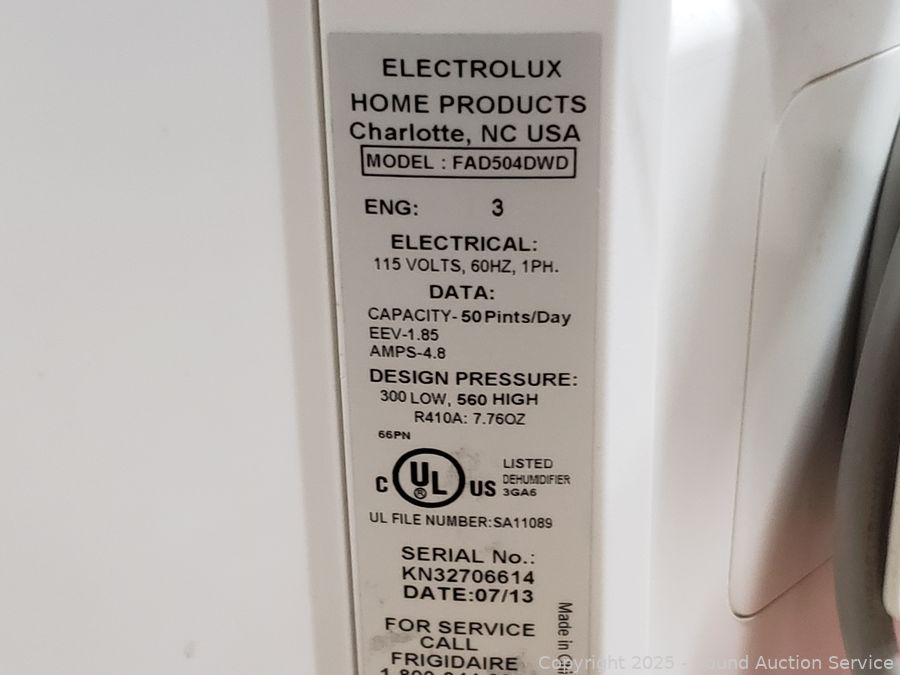 ELECTROLUX
HOME PRODUCTS
Charlotte, NC USA
MODEL : FAD504DWD
ENG: 3
ELECTRICAL:
115 VOLTS, 60HZ, 1PH.
DATA:
CAPACITY- 50 Pints/Day
EEV-1.85
AMPS-4.8
DESIGN PRESSURE:
300 LOW, 560 HIGH
R410A: 7.76OZ
66PN
C UL ® US
LISTED
DEHUMIDIFIER
3GA6
UL FILE NUMBER:SA11089
SERIAL No.:
KN32706614
DATE:07/13
FOR SERVICE
CALL
FRIGIDAIRE
Made in
Copyright 2025 - Sound Auction Service